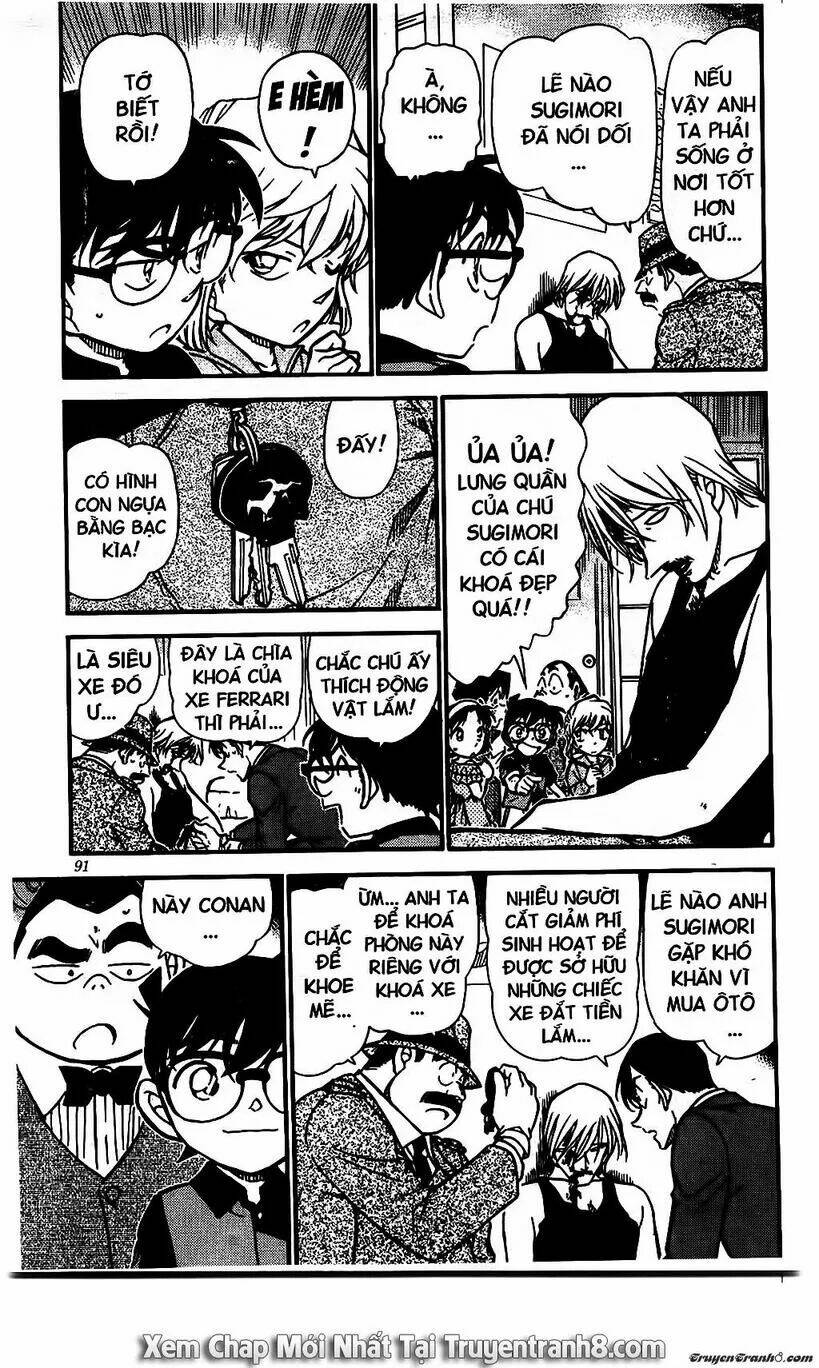 NẾU
VẬY ANH
TA PHẢI
SỐNG Ở
NƠI TỐT
HƠN
CHỨ...
LẼ NÀO
SUGIMORI
ĐÃ NÓI DỐI
...
À,
KHÔNG
...
E HÈM
!
TỚ
BIẾT
RỒI!
ỦA ỦA!
LƯNG QUẦN
CỦA CHÚ
SUGIMORI
CÓ CÁI
KHOÁ ĐẸP
QUÁ!!
ĐẤY!
CÓ HÌNH
CON NGỰA
BẰNG BẠC
KÌA!
CHẮC CHÚ ẤY
THÍCH ĐỘNG
VẬT LẮM!
ĐÂY LÀ CHÌA
KHOÁ CỦA
XE FERRARI
THÌ PHẢI...
LÀ SIÊU
XE ĐÓ
Ư...
91
LẼ NÀO ANH
SUGIMORI
GẶP KHÓ
KHĂN VÌ
MUA ÔTÔ
...
NHIỀU NGƯỜI
CẮT GIẢM PHÍ
SINH HOẠT ĐỂ
ĐƯỢC SỞ HỮU
NHỮNG CHIẾC
XE ĐẮT TIỀN
LẮM...
ỪM... ANH TA
ĐỂ KHOÁ
PHÒNG NÀY
RIÊNG VỚI
KHOÁ XE
...
CHẮC
ĐỂ
KHOE
MẼ...
NÀY CONAN
...
Xem Chap Mới Nhất Tại Truyentranh8.com
TruyenTranh8.com